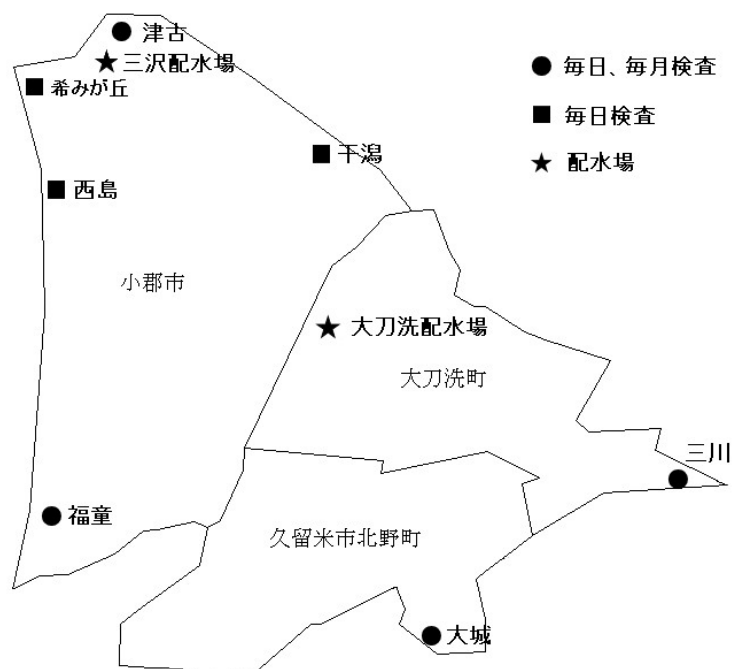 津古
三沢配水場
希みが丘
干潟
西島
小郡市
大刀洗配水場
大刀洗町
三川
福童
久留米市北野町
大城
毎日、毎月検査
毎日検査
配水場